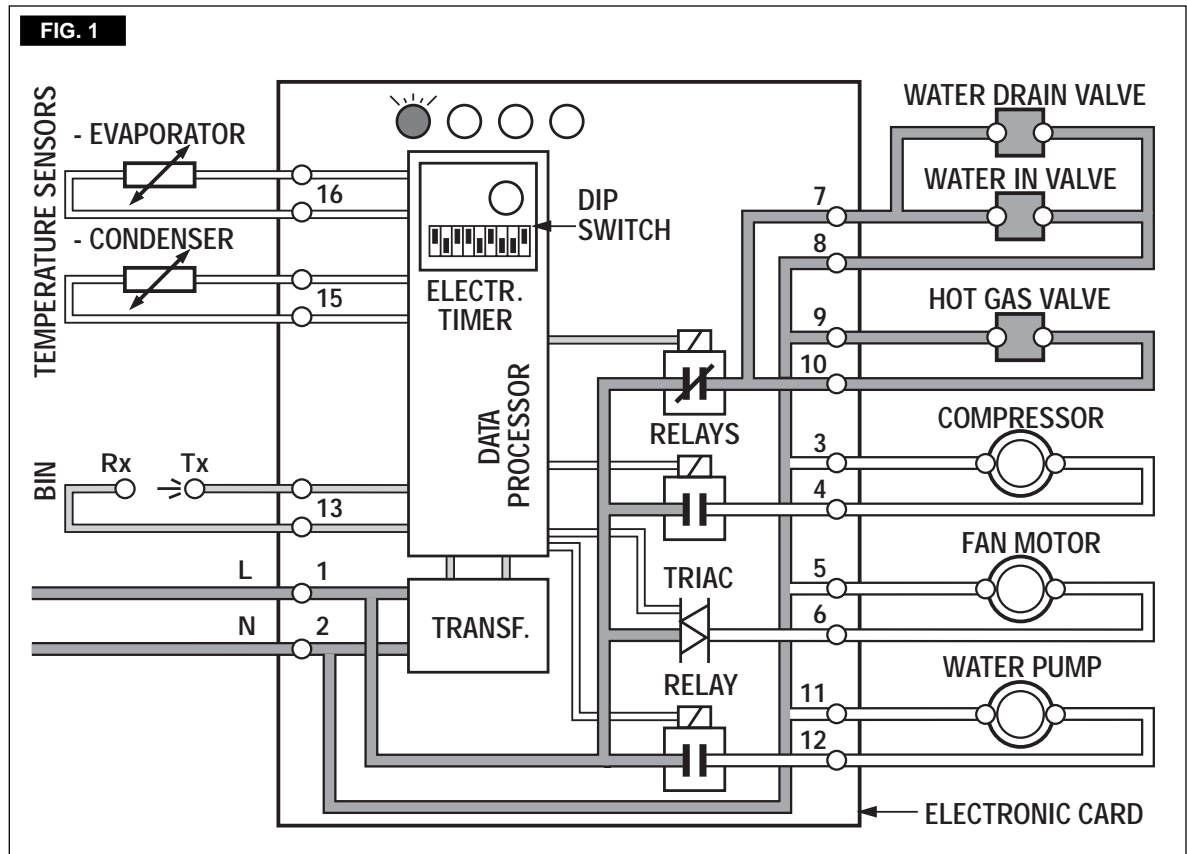 FIG. 1
TEMPERATURE SENSORS
- EVAPORATOR
16
- CONDENSER
15
BIN
Rx
Tx
13
L
1
N
2
DIP
SWITCH
ELECTR.
TIMER
DATA
PROCESSOR
TRANSF.
RELAYS
TRIAC
RELAY
7
8
9
10
3
4
5
6
11
12
WATER DRAIN VALVE
WATER IN VALVE
HOT GAS VALVE
COMPRESSOR
FAN MOTOR
WATER PUMP
ELECTRONIC CARD